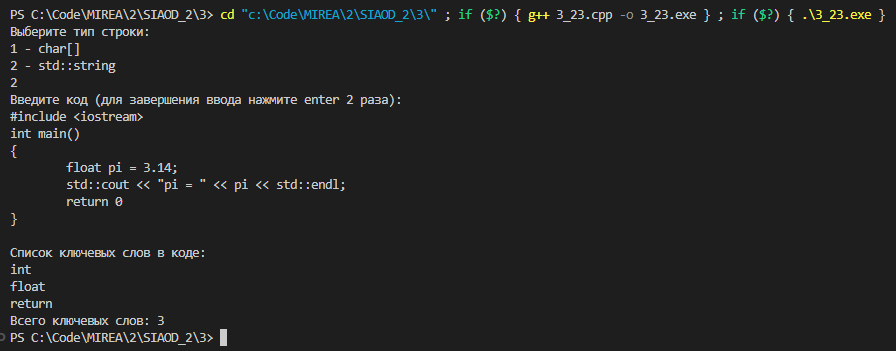 PS C:\Code\MIREA\2\SIAOD_2\3> cd "c:\Code\MIREA\2\SIAOD_2\3\" ; if ($?) { g++ 3_23.cpp -o 3_23.exe } ; if ($?) { .\3_23.exe }
Выберите тип строки:
1 - char[]
2 - std::string
2
Введите код (для завершения ввода нажмите enter 2 раза):
#include <iostream>
int main()
{
        float pi = 3.14;
        std::cout << "pi = " << pi << std::endl;
        return 0
}

Список ключевых слов в коде:
int
float
return
Всего ключевых слов: 3
PS C:\Code\MIREA\2\SIAOD_2\3>